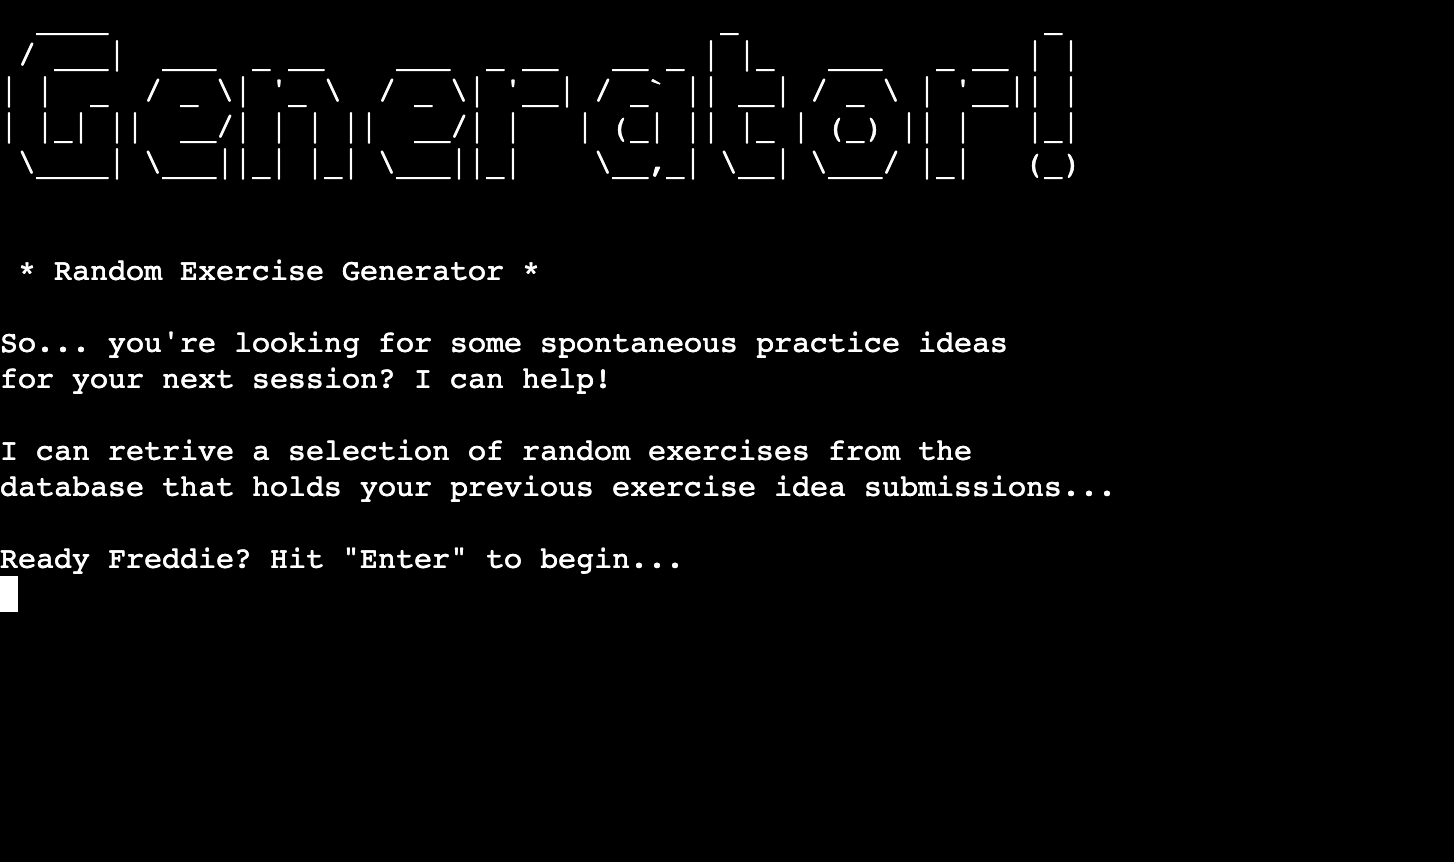 Generator!
* Random Exercise Generator *
So... you're looking for some spontaneous practice ideas
for your next session? I can help!
I can retrive a selection of random exercises from the
database that holds your previous exercise idea submissions...
Ready Freddie? Hit "Enter" to begin...